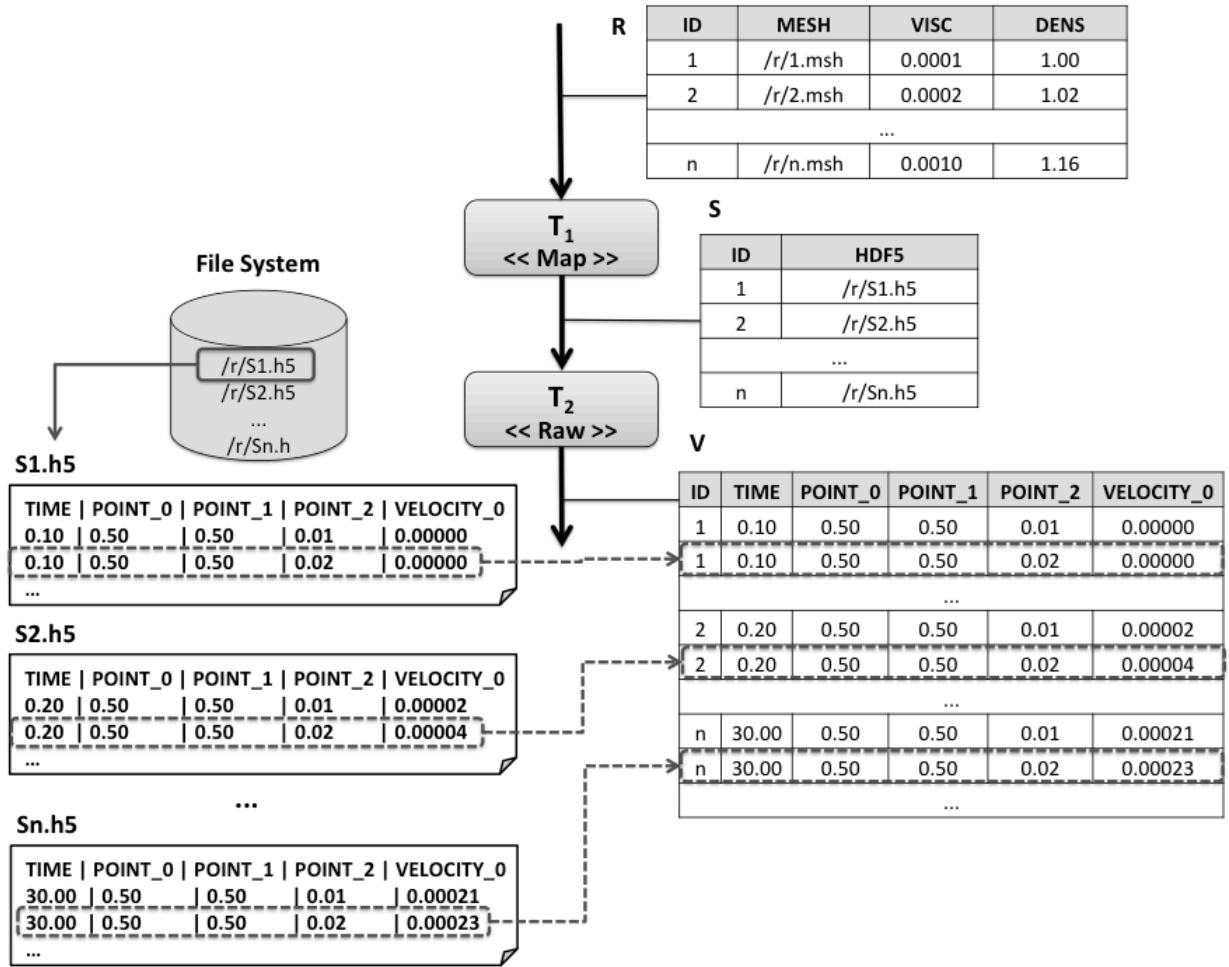 R
ID MESH VISC DENS
1 /r/1.msh 0.0001 1.00
2 /r/2.msh 0.0002 1.02
...
n /r/n.msh 0.0010 1.16
T1
<< Map >>
S
ID HDF5
1 /r/S1.h5
2 /r/S2.h5
...
n /r/Sn.h5
T2
<< Raw >>
File System
/r/S1.h5
/r/S2.h5
...
/r/Sn.h
S1.h5
TIME | POINT_0 | POINT_1 | POINT_2 | VELOCITY_0
0.10 | 0.50 | 0.50 | 0.01 | 0.00000
0.10 | 0.50 | 0.50 | 0.02 | 0.00000
...
S2.h5
TIME | POINT_0 | POINT_1 | POINT_2 | VELOCITY_0
0.20 | 0.50 | 0.50 | 0.01 | 0.00002
0.20 | 0.50 | 0.50 | 0.02 | 0.00004
...
...
Sn.h5
TIME | POINT_0 | POINT_1 | POINT_2 | VELOCITY_0
30.00 | 0.50 | 0.50 | 0.01 | 0.00021
30.00 | 0.50 | 0.50 | 0.02 | 0.00023
...
V
ID TIME POINT_0 POINT_1 POINT_2 VELOCITY_0
1 0.10 0.50 0.50 0.01 0.00000
1 0.10 0.50 0.50 0.02 0.00000
...
2 0.20 0.50 0.50 0.01 0.00002
2 0.20 0.50 0.50 0.02 0.00004
...
n 30.00 0.50 0.50 0.01 0.00021
n 30.00 0.50 0.50 0.02 0.00023
...